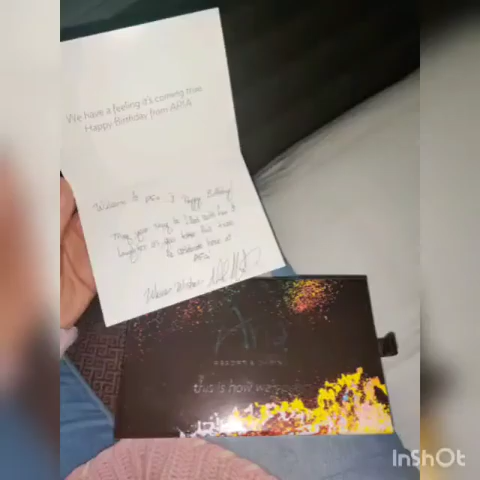 We have a feeling it's coming true
Happy Birthday from ARIA
Welcome to Aria & Happy Birthday!
May your stay be filled with fun &
laughter as you take this time
to celebrate here at
Aria
Warm Wishes
Aria
RESORT & CASINO
this is how we
InShOt